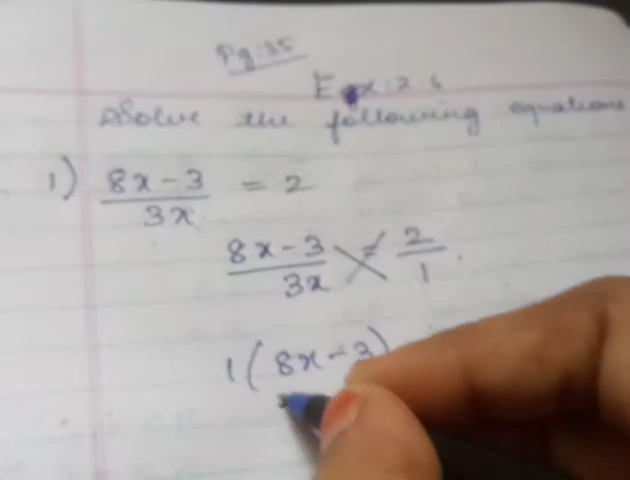 Pg:35
Ex:2.6
Solve the following equations
1) 8x-3/3x = 2
8x-3/3x = 2/1
1(8x-3)